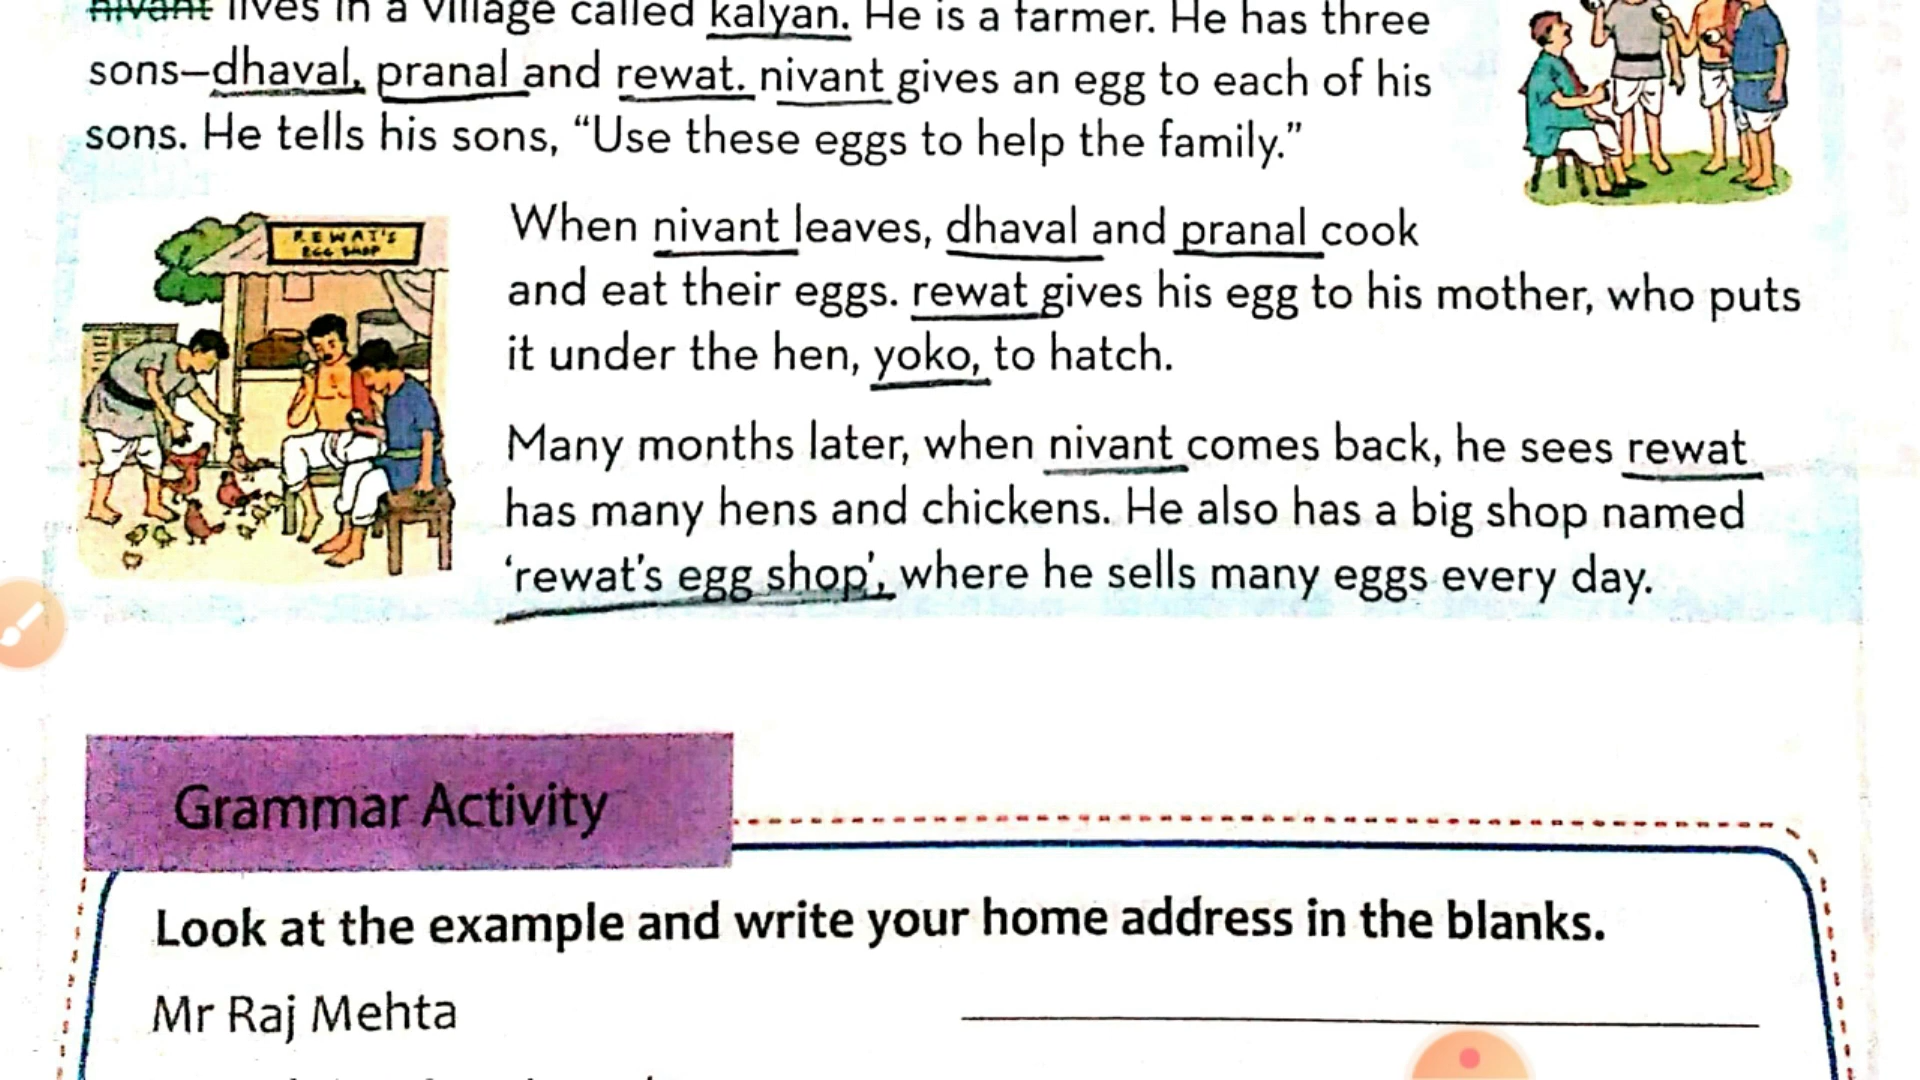 nivant lives in a village called kalyan. He is a farmer. He has three
sons—dhaval, pranal and rewat. nivant gives an egg to each of his
sons. He tells his sons, “Use these eggs to help the family.”
REWAT'S
EGG SHOP
When nivant leaves, dhaval and pranal cook
and eat their eggs. rewat gives his egg to his mother, who puts
it under the hen, yoko, to hatch.
Many months later, when nivant comes back, he sees rewat
has many hens and chickens. He also has a big shop named
‘rewat’s egg shop’, where he sells many eggs every day.
Grammar Activity
Look at the example and write your home address in the blanks.
Mr Raj Mehta